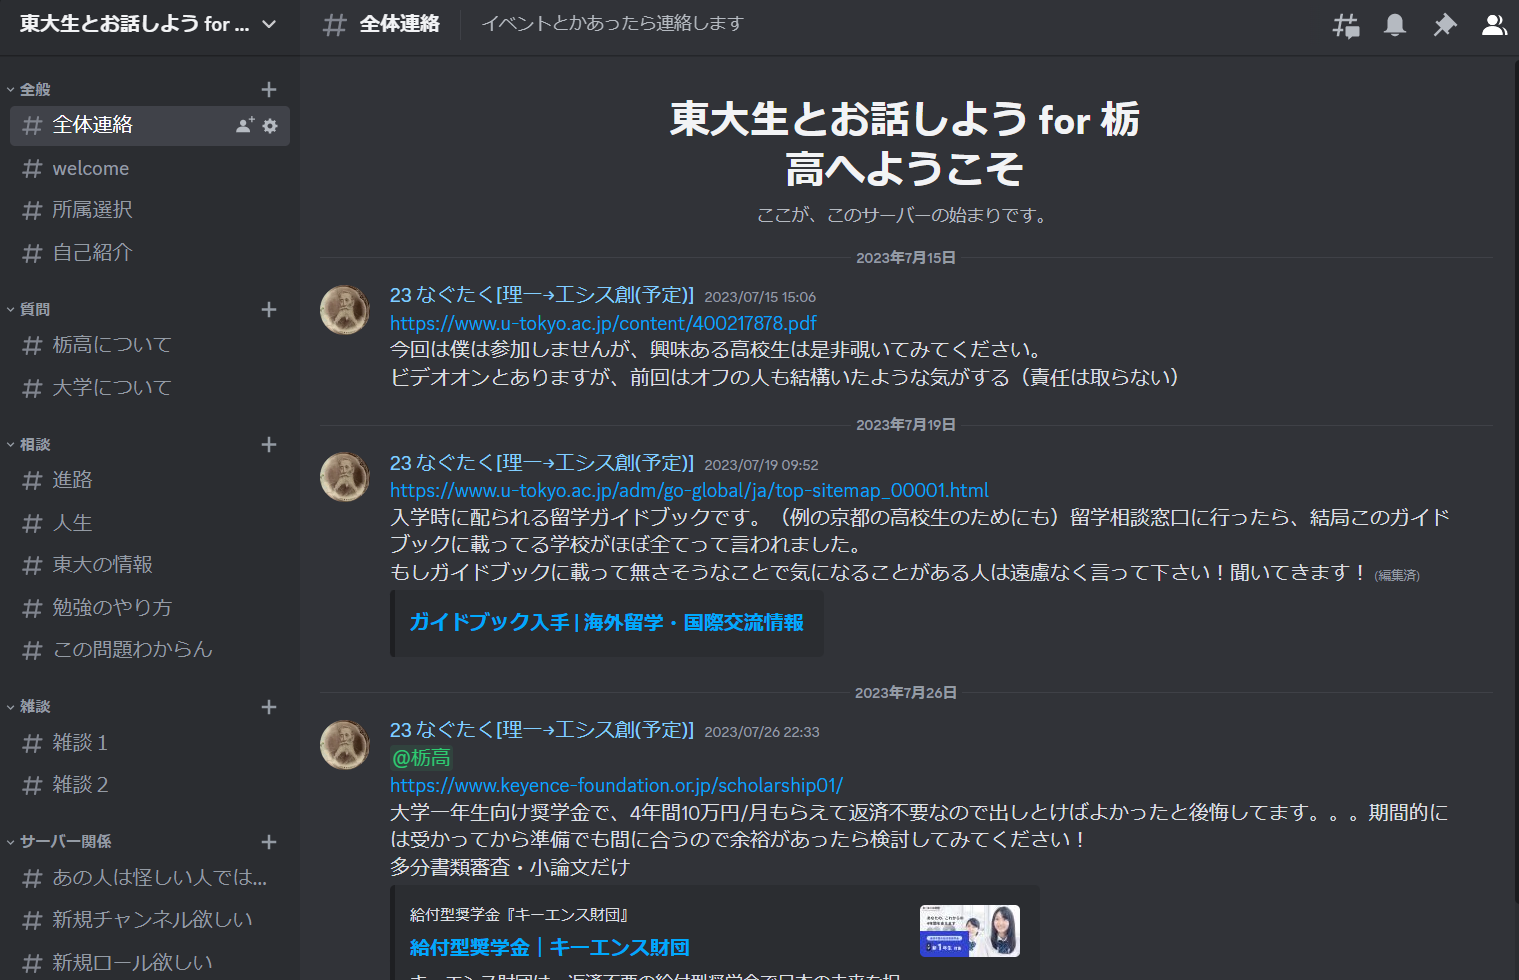 東大生とお話しよう for ...
全般
全体連絡
welcome
所属選択
自己紹介
質問
栃高について
大学について
相談
進路
人生
東大の情報
勉強のやり方
この問題わからん
雑談
雑談１
雑談２
サーバー関係
あの人は怪しい人では...
新規チャンネル欲しい
新規ロール欲しい
全体連絡
イベントとかあったら連絡します
東大生とお話しよう for 栃
高へようこそ
ここが、このサーバーの始まりです。
2023年7月15日
23 なぐたく[理一→工シス創(予定)] 2023/07/15 15:06
https://www.u-tokyo.ac.jp/content/400217878.pdf
今回は僕は参加しませんが、興味ある高校生は是非覗いてみてください。
ビデオオンとありますが、前回はオフの人も結構いたような気がする（責任は取らない）
2023年7月19日
23 なぐたく[理一→工シス創(予定)] 2023/07/19 09:52
https://www.u-tokyo.ac.jp/adm/go-global/ja/top-sitemap_00001.html
入学時に配られる留学ガイドブックです。（例の京都の高校生のためにも）留学相談窓口に行ったら、結局このガイド
ブックに載ってる学校がほぼ全てって言われました。
もしガイドブックに載って無さそうなことで気になることがある人は遠慮なく言って下さい！聞いてきます！ (編集済)
ガイドブック入手 | 海外留学・国際交流情報
2023年7月26日
23 なぐたく[理一→工シス創(予定)] 2023/07/26 22:33
@栃高
https://www.keyence-foundation.or.jp/scholarship01/
大学一年生向け奨学金で、4年間10万円/月もらえて返済不要なので出しとけばよかったと後悔してます。。。期間的に
は受かってから準備でも間に合うので余裕があったら検討してみてください！
多分書類審査・小論文だけ
給付型奨学金『キーエンス財団』
給付型奨学金｜キーエンス財団
キーエンス財団は、返済不要の給付型奨学金で日本の未来を担